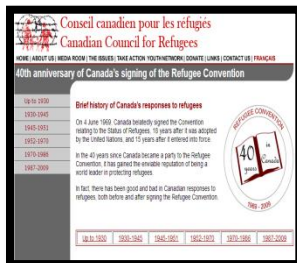 Conseil canadien pour les réfugiés
Canadian Council for Refugees
HOME | ABOUT US | MEDIA ROOM | THE ISSUES | TAKE ACTION YOUTH NETWORK | DONATE | LINKS | CONTACT US | FRANÇAIS
40th anniversary of Canada's signing of the Refugee Convention
Up to 1930
1930-1945
1945-1951
1952-1970
1970-1986
1987-2009
Brief history of Canada's responses to refugees
On 4 June 1969, Canada belatedly signed the Convention
relating to the Status of Refugees, 18 years after it was adopted
by the United Nations, and 15 years after it entered into force.
In the 40 years since Canada became a party to the Refugee
Convention, it has gained the enviable reputation of being a
world leader in protecting refugees.
In fact, there has been good and bad in Canadian responses to
refugees, both before and after signing the Refugee Convention.
REFUGEE CONVENTION
40
years
in
Canada
1969 - 2009
Up to 1930 1930-1945 1945-1951 1952-1970 1970-1986 1987-2009